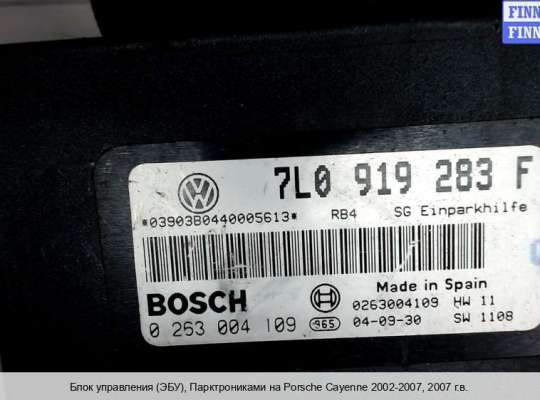 FINN
FINN
7L0 919 283 F
*03903B0440005613* RB4 SG Einparkhilfe
Made in Spain
BOSCH 0263004109 HW 11
0 263 004 109 965 04-09-30 SW 1108
Блок управления (ЭБУ), Парктрониками на Porsche Cayenne 2002-2007, 2007 г.в.